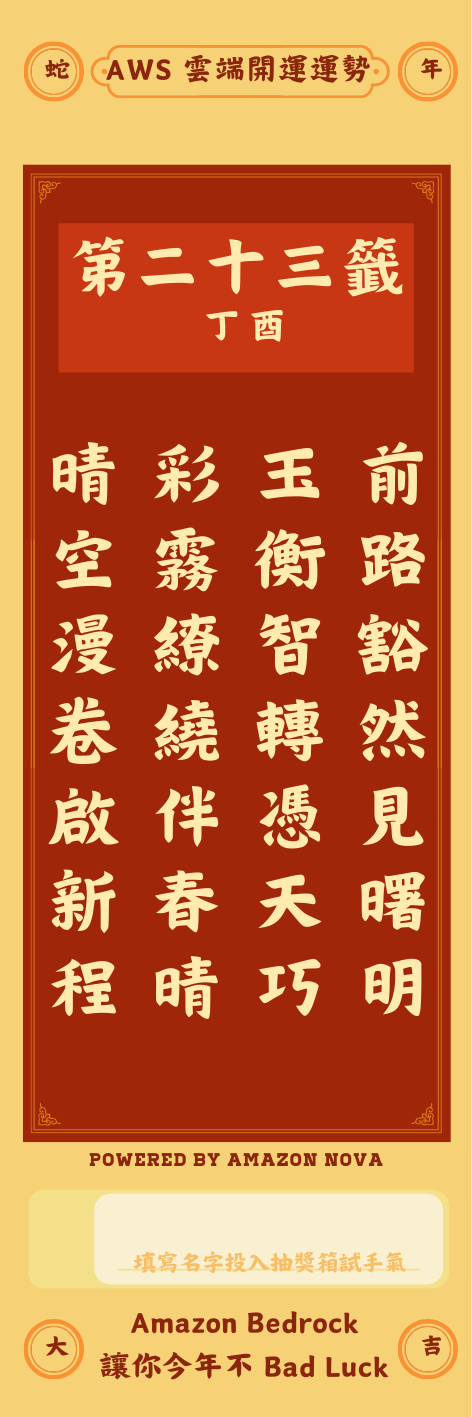 蛇
AWS 雲端開運運勢
年
第二十三籤
丁酉
前路豁然見曙明
玉衡智轉憑天巧
彩霧繚繞伴春晴
晴空漫卷啟新程
POWERED BY AMAZON NOVA
填寫名字投入抽獎箱試手氣
大
Amazon Bedrock
讓你今年不 Bad Luck
吉